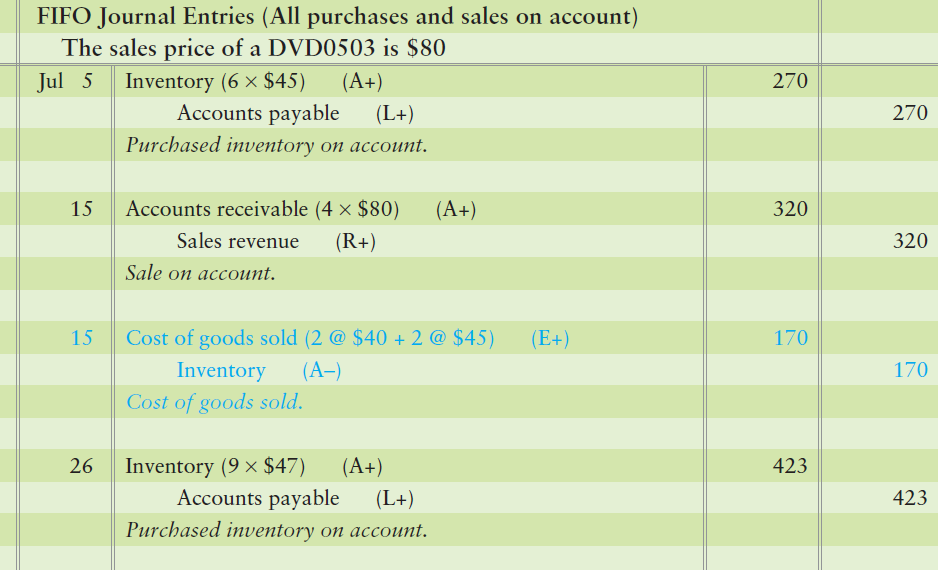 FIFO Journal Entries (All purchases and sales on account)
The sales price of a DVD0503 is $80
Jul 5 Inventory (6 × $45) (A+) 270
Accounts payable (L+) 270
Purchased inventory on account.
15 Accounts receivable (4 × $80) (A+) 320
Sales revenue (R+) 320
Sale on account.
15 Cost of goods sold (2 @ $40 + 2 @ $45) (E+) 170
Inventory (A–) 170
Cost of goods sold.
26 Inventory (9 × $47) (A+) 423
Accounts payable (L+) 423
Purchased inventory on account.